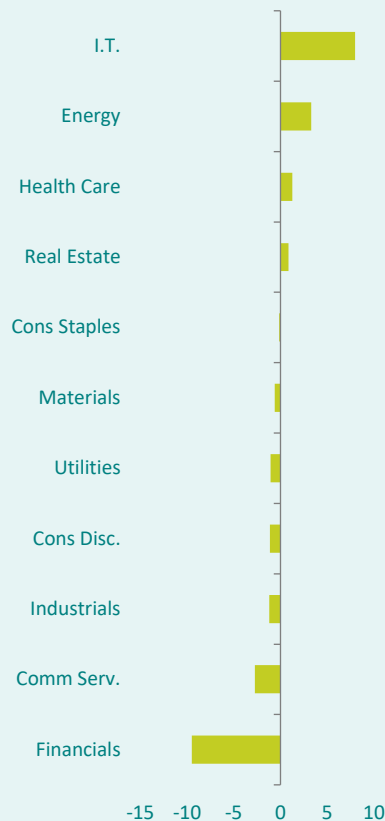 I.T.
Energy
Health Care
Real Estate
Cons Staples
Materials
Utilities
Cons Disc.
Industrials
Comm Serv.
Financials
-15 -10 -5 0 5 10